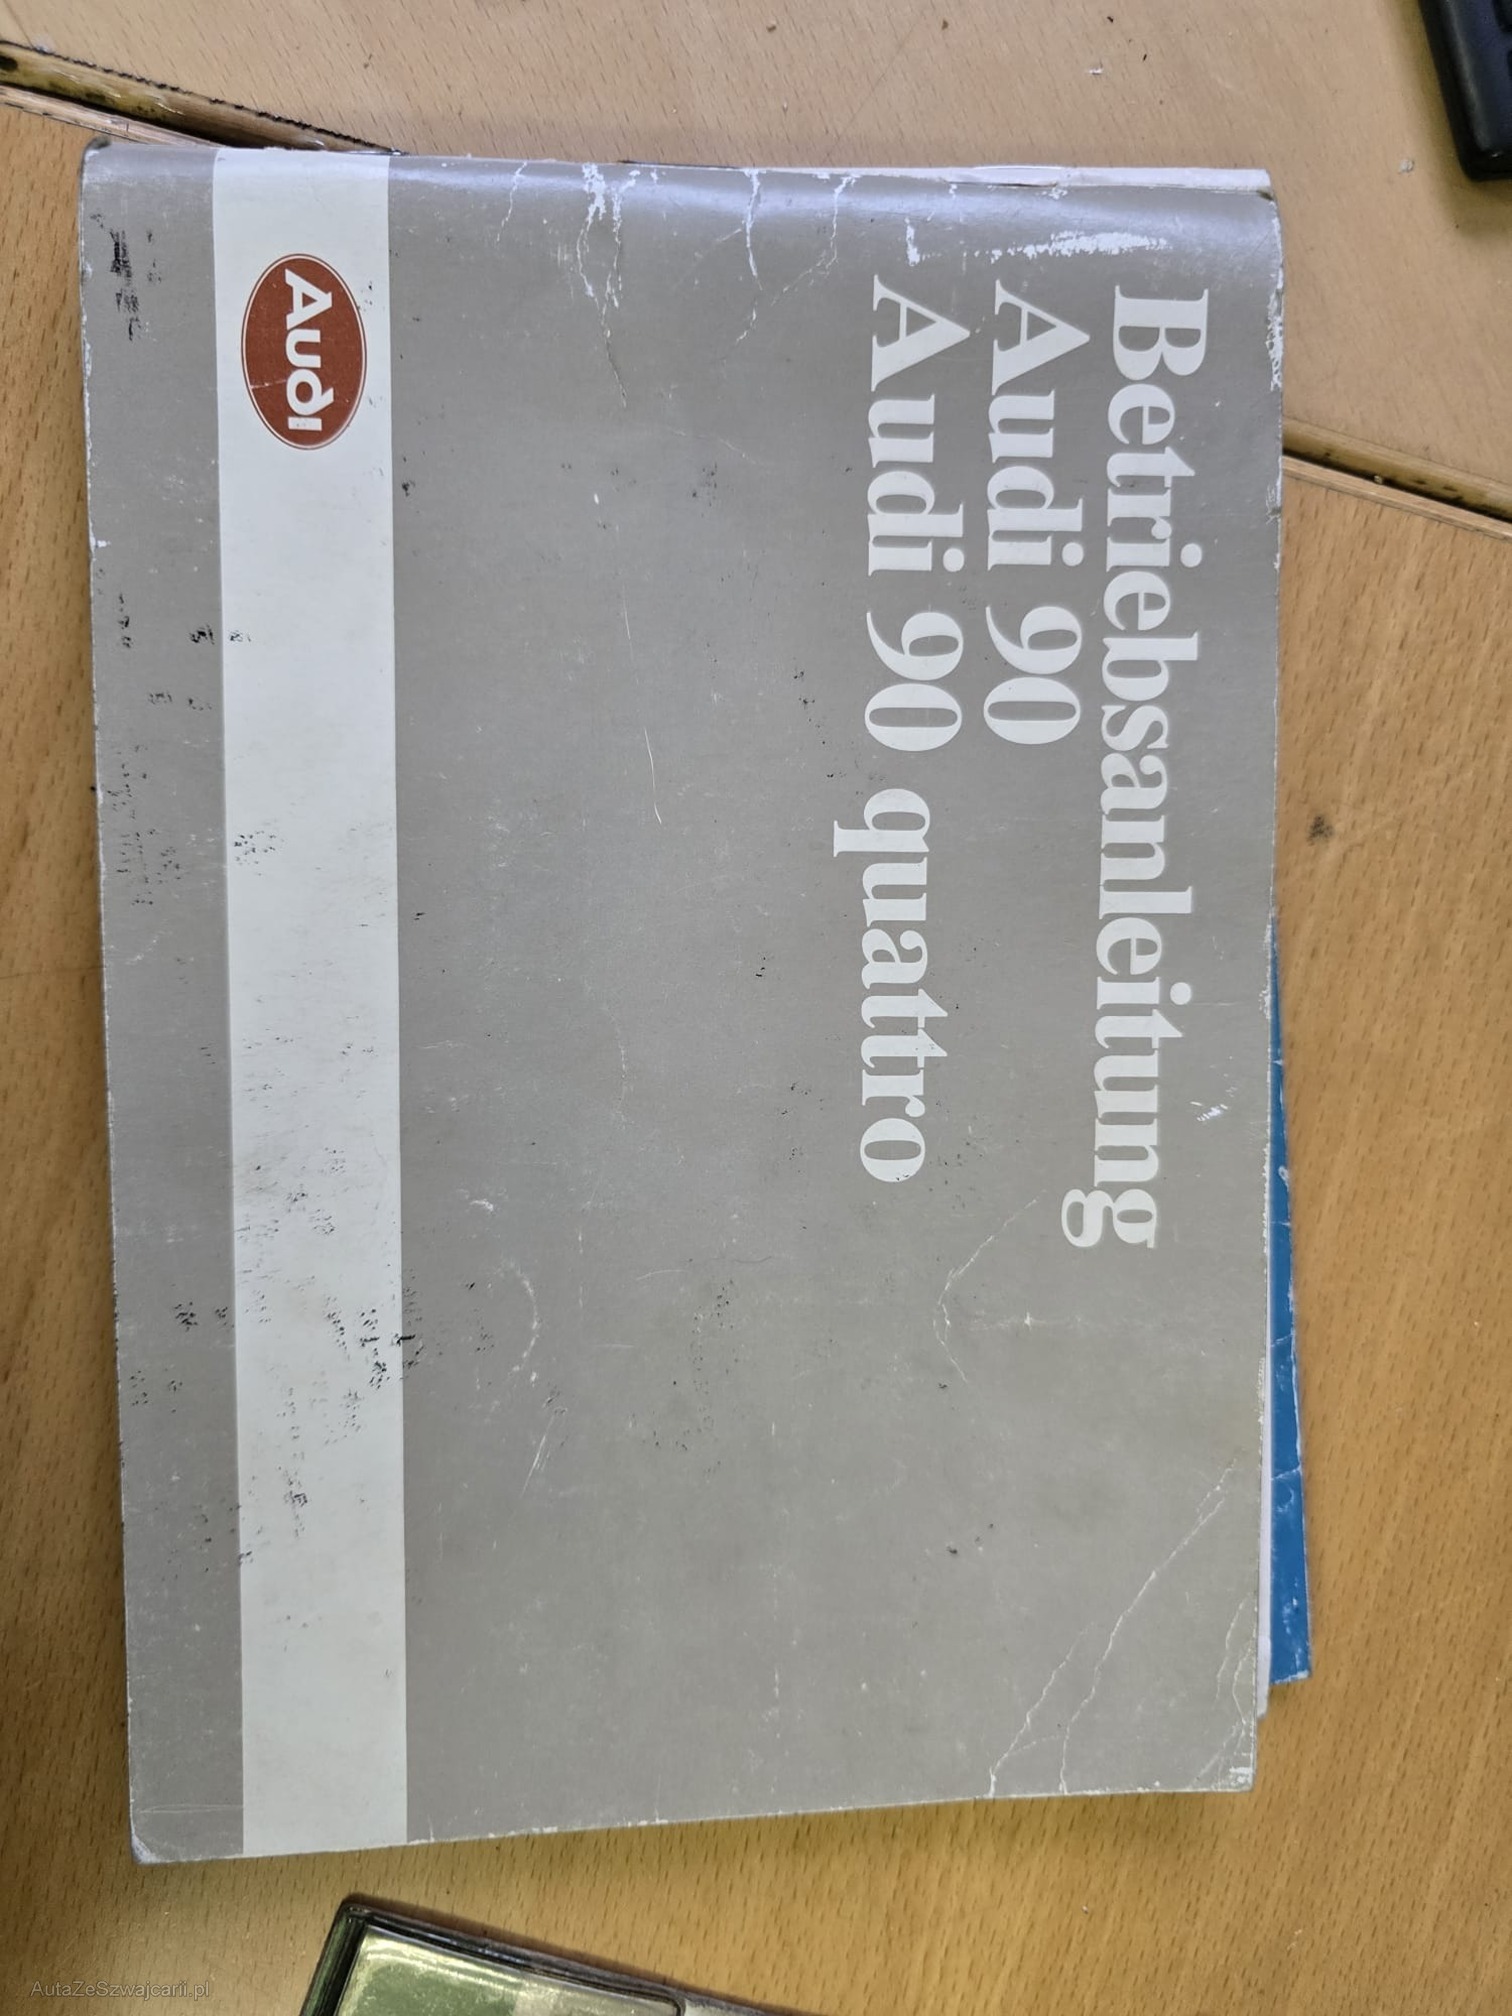 Betriebsanleitung
Audi 90
Audi 90 quattro
Audi
AutaZeSzwajcarii.pl